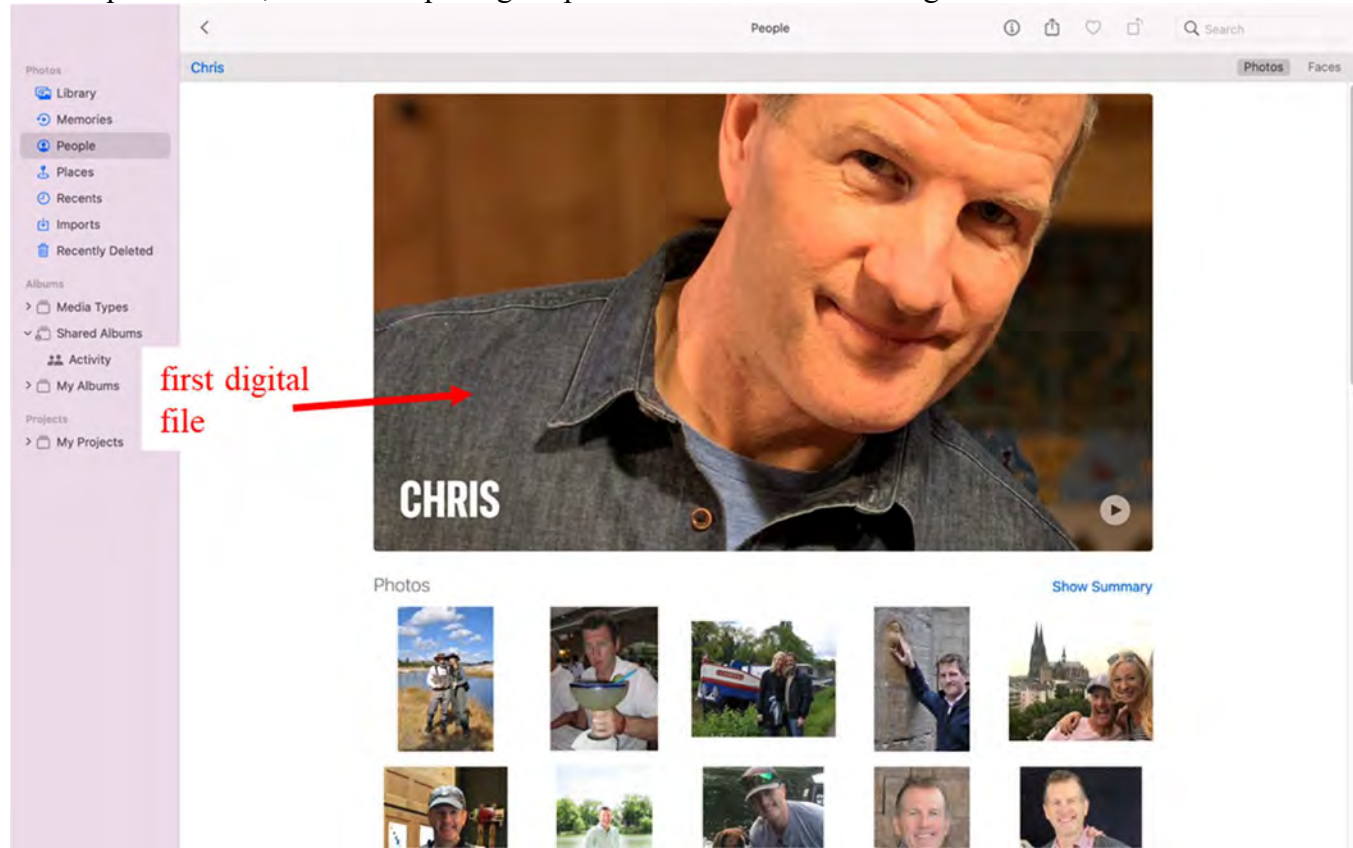 People
Search
Chris
Photos Faces
Photos
Library
Memories
People
Places
Recents
Imports
Recently Deleted
Albums
Media Types
Shared Albums
Activity
My Albums
Projects
My Projects
first digital
file
CHRIS
Photos
Show Summary